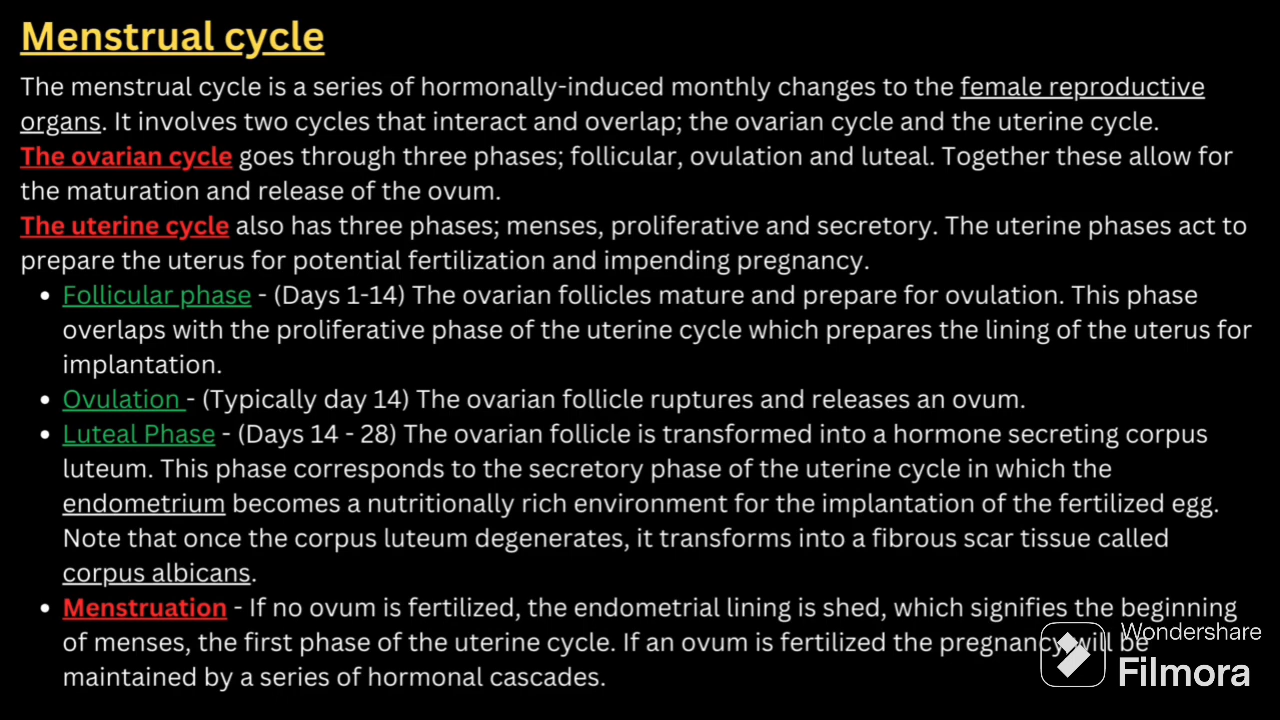 Menstrual cycle
The menstrual cycle is a series of hormonally-induced monthly changes to the female reproductive
organs. It involves two cycles that interact and overlap; the ovarian cycle and the uterine cycle.
The ovarian cycle goes through three phases; follicular, ovulation and luteal. Together these allow for
the maturation and release of the ovum.
The uterine cycle also has three phases; menses, proliferative and secretory. The uterine phases act to
prepare the uterus for potential fertilization and impending pregnancy.
• Follicular phase - (Days 1-14) The ovarian follicles mature and prepare for ovulation. This phase
overlaps with the proliferative phase of the uterine cycle which prepares the lining of the uterus for
implantation.
• Ovulation - (Typically day 14) The ovarian follicle ruptures and releases an ovum.
• Luteal Phase - (Days 14 - 28) The ovarian follicle is transformed into a hormone secreting corpus
luteum. This phase corresponds to the secretory phase of the uterine cycle in which the
endometrium becomes a nutritionally rich environment for the implantation of the fertilized egg.
Note that once the corpus luteum degenerates, it transforms into a fibrous scar tissue called
corpus albicans.
• Menstruation - If no ovum is fertilized, the endometrial lining is shed, which signifies the beginning
of menses, the first phase of the uterine cycle. If an ovum is fertilized the pregnancy will be
maintained by a series of hormonal cascades.
Wondershare
Filmora